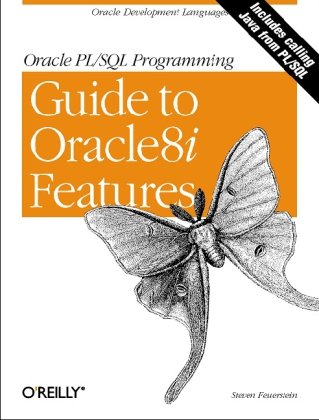 Oracle Development Languages
Includes calling
Java from PL/SQL
Oracle PL/SQL Programming
Guide to
Oracle8i
Features
O'REILLY®
Steven Feuerstein